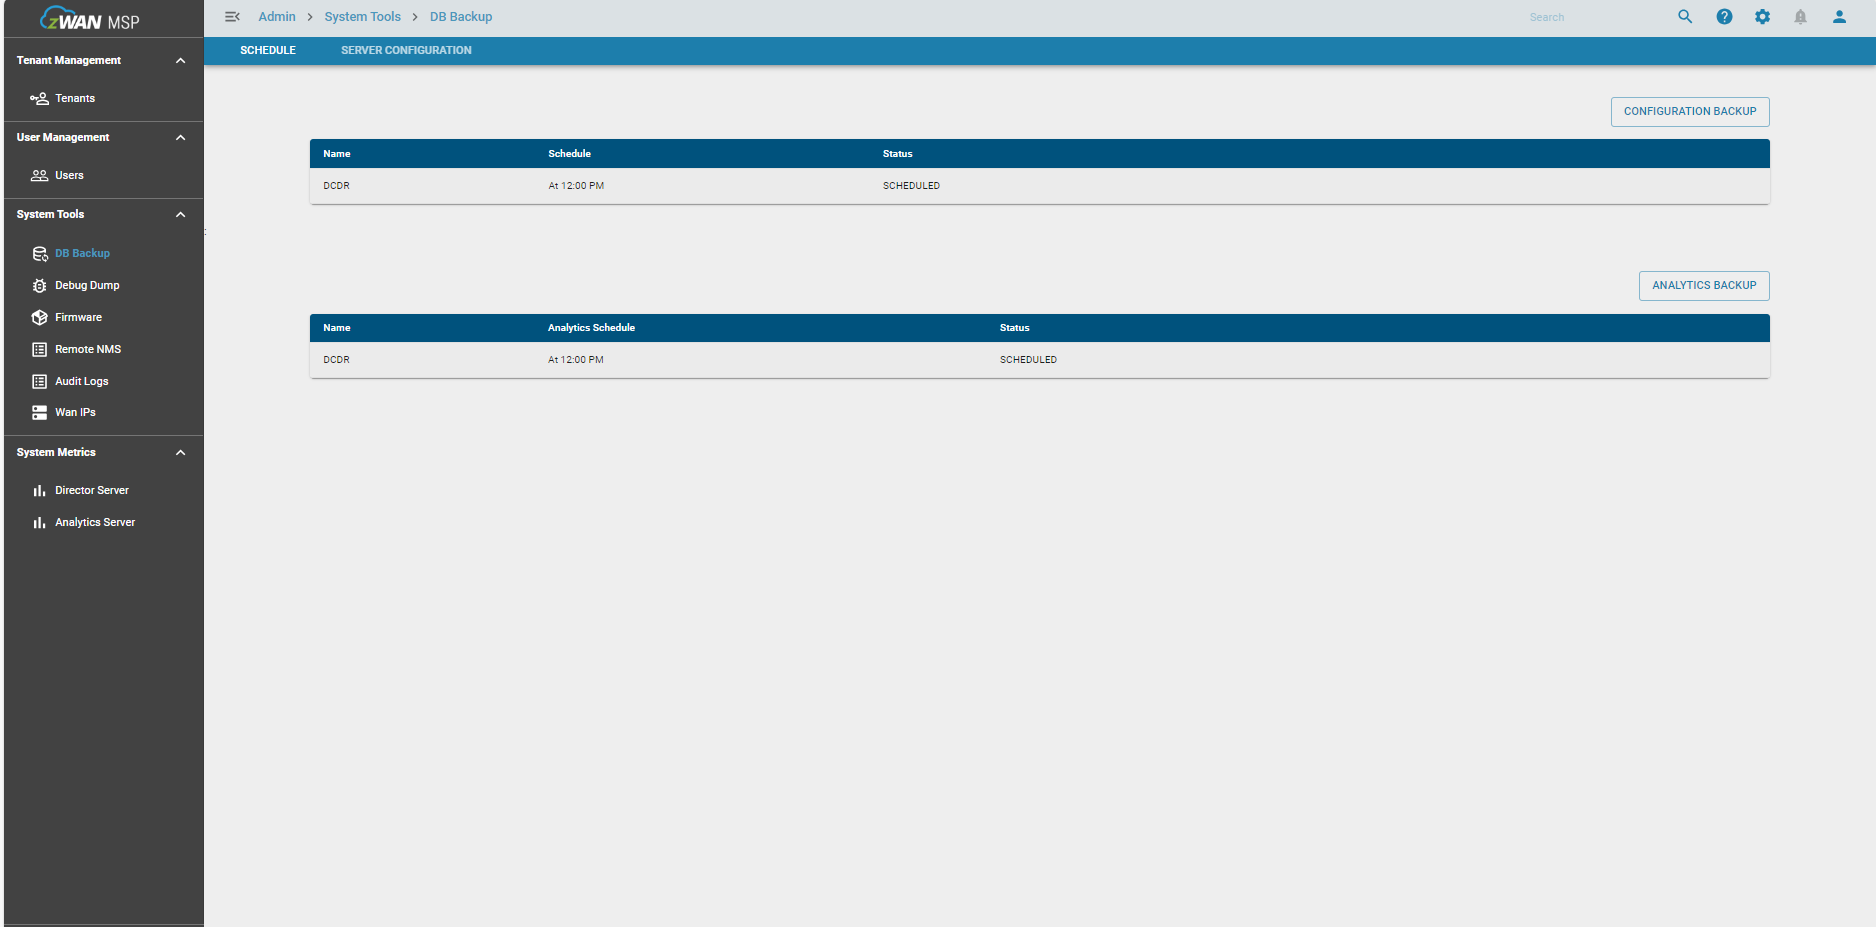 zWAN MSP
Admin > System Tools > DB Backup
Search
SCHEDULE
SERVER CONFIGURATION
Tenant Management
Tenants
User Management
Users
System Tools
DB Backup
Debug Dump
Firmware
Remote NMS
Audit Logs
Wan IPs
System Metrics
Director Server
Analytics Server
:
CONFIGURATION BACKUP
Name Schedule Status
DCDR At 12:00 PM SCHEDULED
ANALYTICS BACKUP
Name Analytics Schedule Status
DCDR At 12:00 PM SCHEDULED